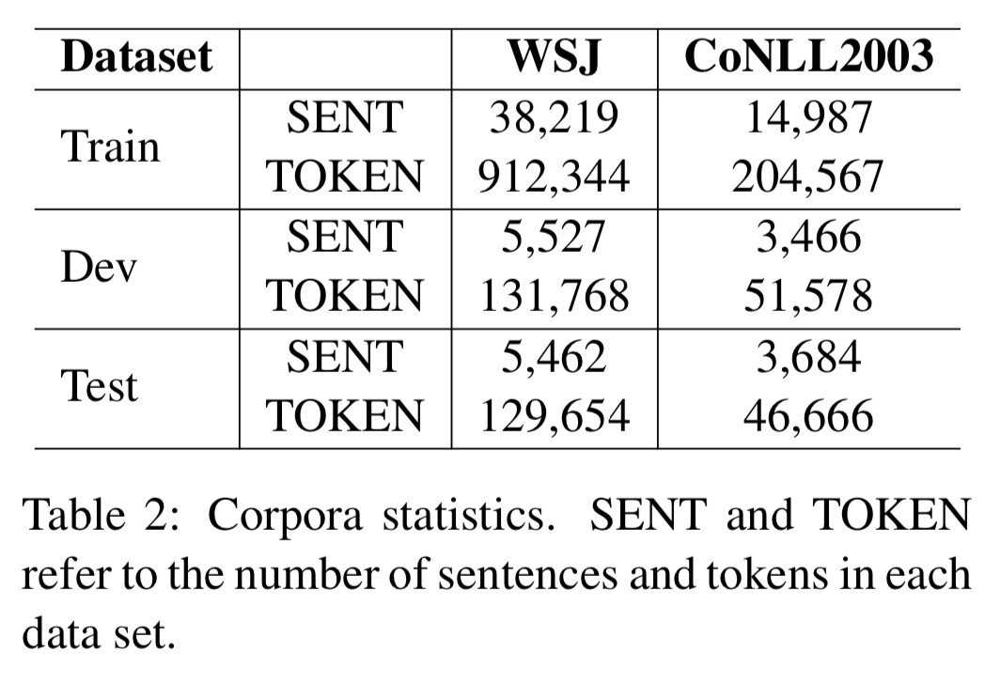 Dataset WSJ CoNLL2003
Train SENT 38,219 14,987
TOKEN 912,344 204,567
Dev SENT 5,527 3,466
TOKEN 131,768 51,578
Test SENT 5,462 3,684
TOKEN 129,654 46,666
Table 2: Corpora statistics. SENT and TOKEN
refer to the number of sentences and tokens in each
data set.